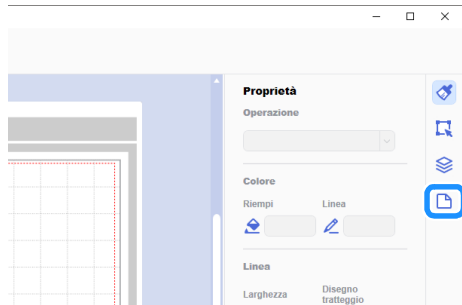 Proprietà
Operazione
Colore
Riempi Linea
Linea
Larghezza Disegno
tratteggio